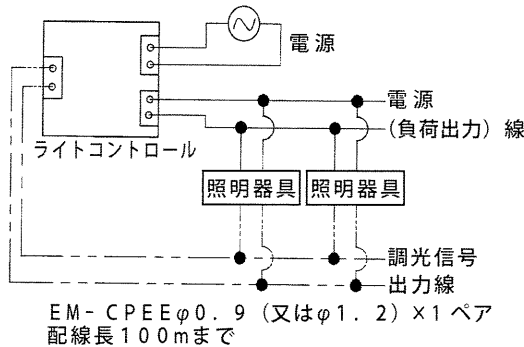 電源
電源
(負荷出力) 線
ライトコントロール
照明器具 照明器具
調光信号
出力線
EM- CPEEφ0. 9 (又はφ1. 2) ×1 ペア
配線長100mまで